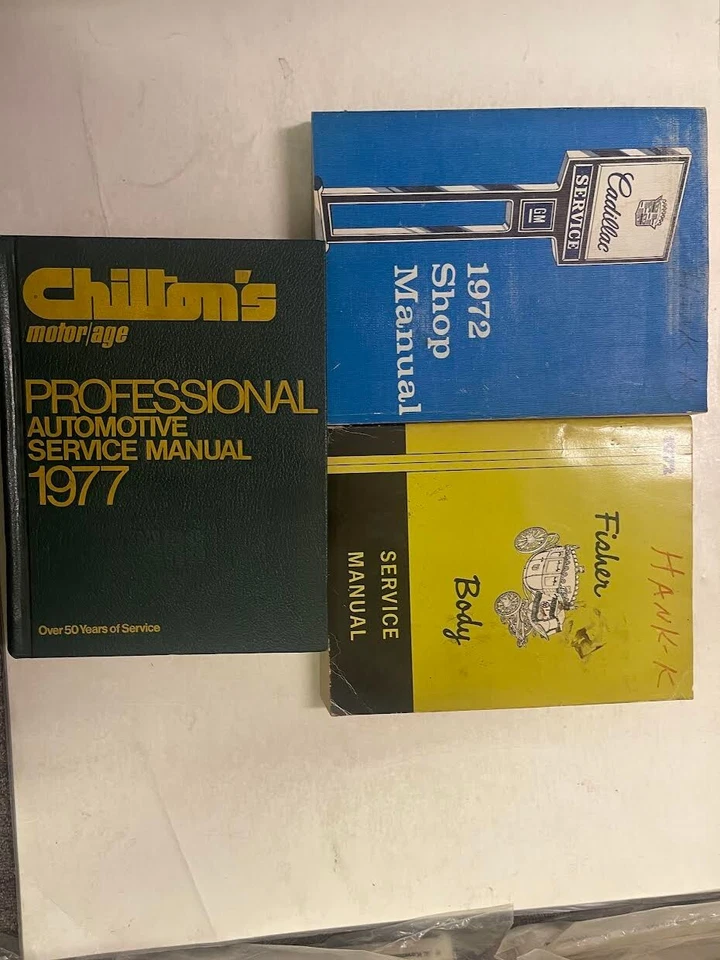 Chilton's
motor/age
PROFESSIONAL
AUTOMOTIVE
SERVICE MANUAL
1977
Over 50 Years of Service
Cadillac
SERVICE
GM
1972
Shop
Manual
1972
HANK-K
Fisher
Body
SERVICE
MANUAL